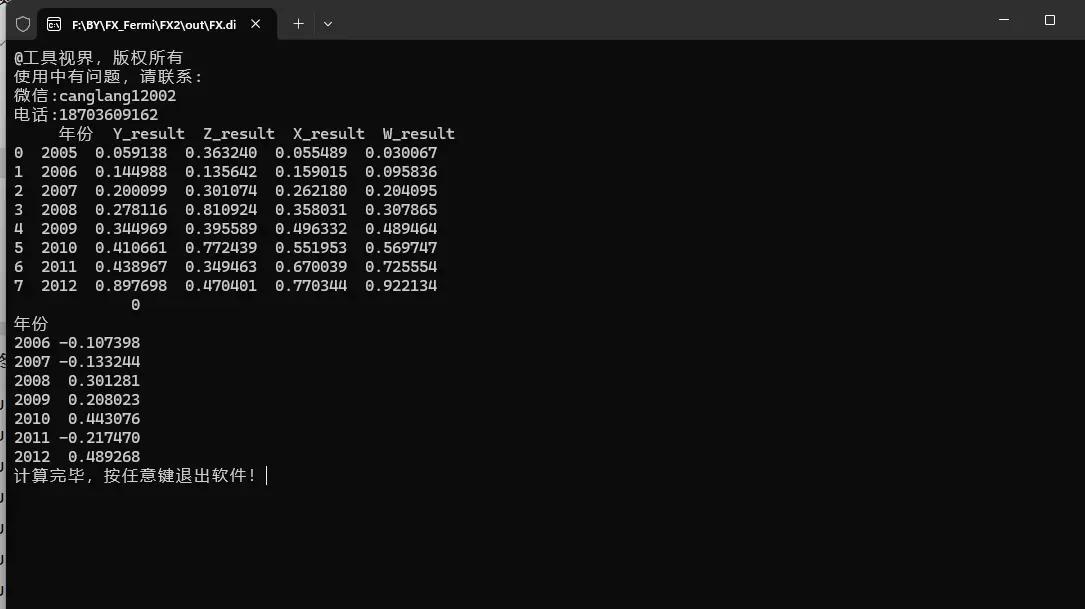 F:\BY\FX_Fermi\FX2\out\FX.di
@工具视界，版权所有
使用中有问题，请联系：
微信:canglang12002
电话:18703609162
年份 Y_result Z_result X_result W_result
0 2005 0.059138 0.363240 0.055489 0.030067
1 2006 0.144988 0.135642 0.159015 0.095836
2 2007 0.200099 0.301074 0.262180 0.204095
3 2008 0.278116 0.810924 0.358031 0.307865
4 2009 0.344969 0.395589 0.496332 0.489464
5 2010 0.410661 0.772439 0.551953 0.569747
6 2011 0.438967 0.349463 0.670039 0.725554
7 2012 0.897698 0.470401 0.770344 0.922134
0
年份
2006 -0.107398
2007 -0.133244
2008 0.301281
2009 0.208023
2010 0.443076
2011 -0.217470
2012 0.489268
计算完毕，按任意键退出软件！